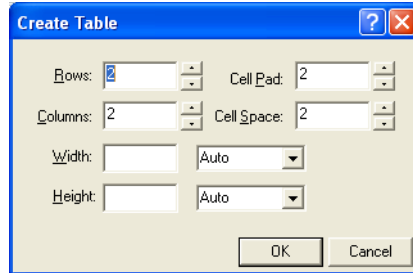 Create Table
Rows: 2 Cell Pad: 2
Columns: 2 Cell Space: 2
Width: Auto
Height: Auto
OK Cancel